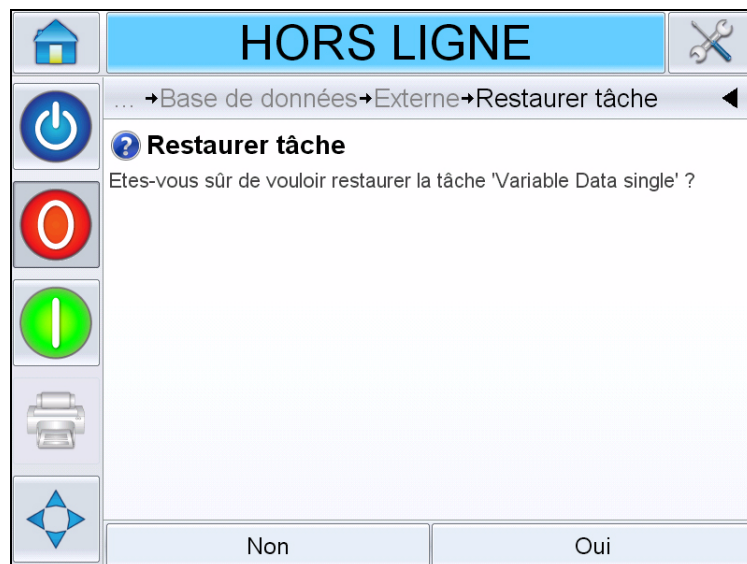 HORS LIGNE
... →Base de données→Externe→Restaurer tâche
Restaurer tâche
Etes-vous sûr de vouloir restaurer la tâche 'Variable Data single' ?
Non
Oui